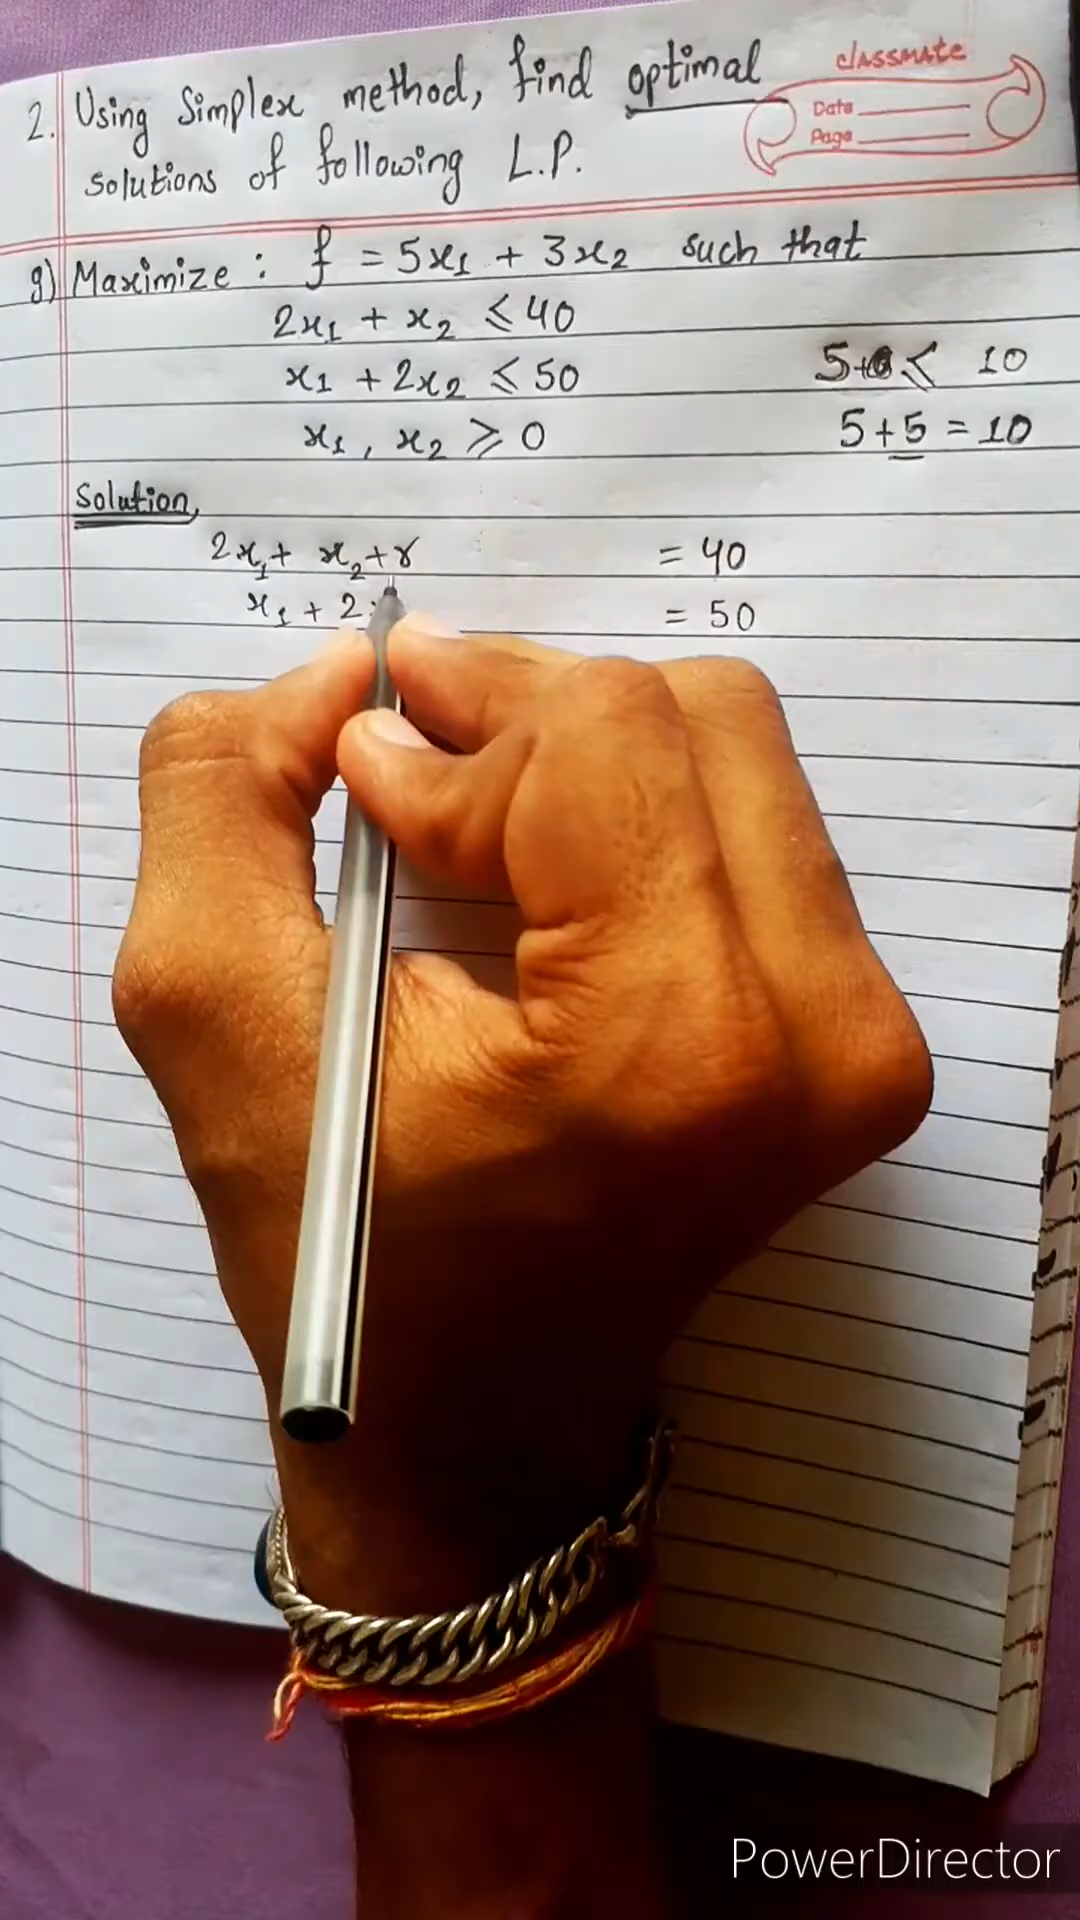 classmate
Date
Page
2. Using Simplex method, find optimal
solutions of following L.P.
g) Maximize : f = 5x₁ + 3x₂ such that
2x₁ + x₂ ≤ 40
x₁ + 2x₂ ≤ 50
x₁, x₂ ≥ 0
5+ ≤ 10
5+5 = 10
Solution,
2x₁ + x₂ + r = 40
x₁ + 2 = 50
PowerDirector